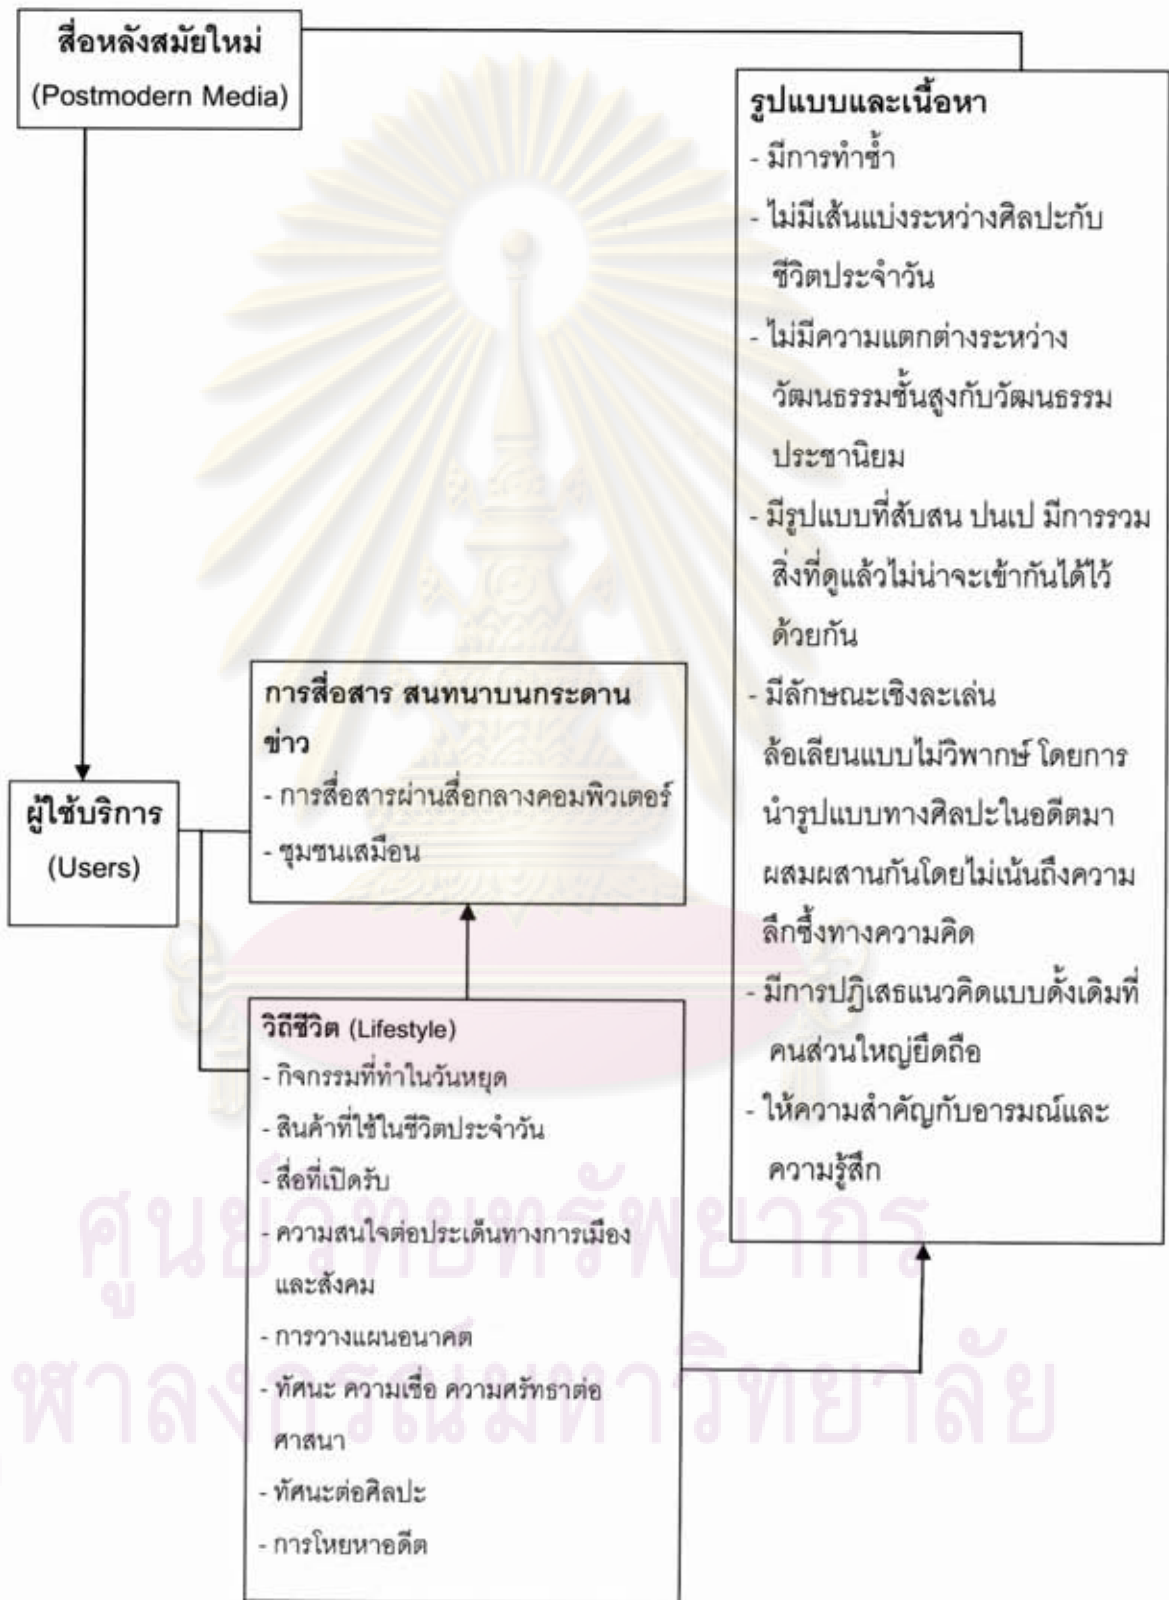 สื่อหลังสมัยใหม่
(Postmodern Media)
รูปแบบและเนื้อหา
- มีการทำซ้ำ
- ไม่มีเส้นแบ่งระหว่างศิลปะกับ
ชีวิตประจำวัน
- ไม่มีความแตกต่างระหว่าง
วัฒนธรรมชั้นสูงกับวัฒนธรรม
ประชานิยม
- มีรูปแบบที่สับสน ปนเป มีการรวม
สิ่งที่ดูแล้วไม่น่าจะเข้ากันได้ไว้
ด้วยกัน
- มีลักษณะเชิงละเล่น
ล้อเลียนแบบไม่วิพากษ์ โดยการ
นำรูปแบบทางศิลปะในอดีตมา
ผสมผสานกันโดยไม่เน้นถึงความ
ลึกซึ้งทางความคิด
- มีการปฏิเสธแนวคิดแบบดั้งเดิมที่
คนส่วนใหญ่ยึดถือ
- ให้ความสำคัญกับอารมณ์และ
ความรู้สึก
การสื่อสาร สนทนาบนกระดาน
ข่าว
- การสื่อสารผ่านสื่อกลางคอมพิวเตอร์
- ชุมชนเสมือน
ผู้ใช้บริการ
(Users)
วิถีชีวิต (Lifestyle)
- กิจกรรมที่ทำในวันหยุด
- สินค้าที่ใช้ในชีวิตประจำวัน
- สื่อที่เปิดรับ
- ความสนใจต่อประเด็นทางการเมือง
และสังคม
- การวางแผนอนาคต
- ทัศนะ ความเชื่อ ความศรัทธาต่อ
ศาสนา
- ทัศนะต่อศิลปะ
- การโหยหาอดีต
ศูนย์วิทยทรัพยากร
ฬาลงกรณ์มหาวิทยาลัย